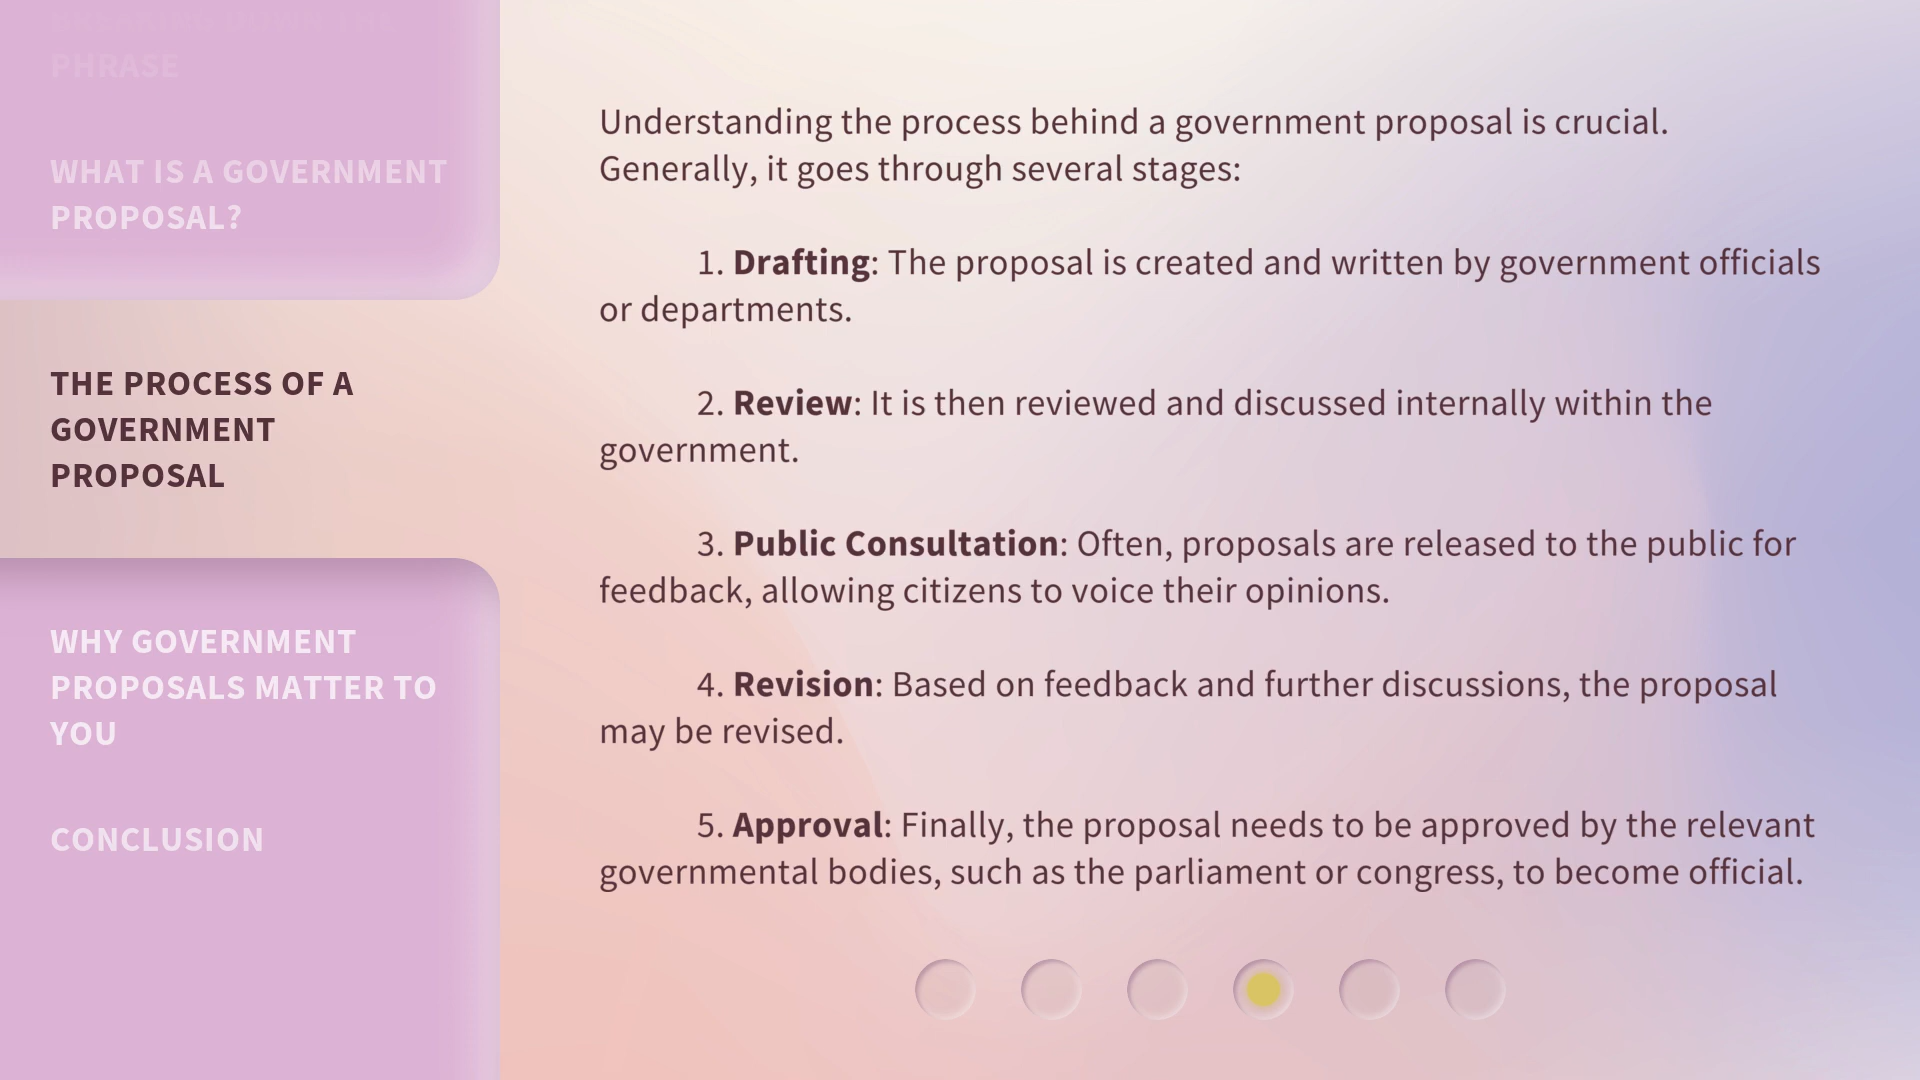 PHRASE
WHAT IS A GOVERNMENT
PROPOSAL?
THE PROCESS OF A
GOVERNMENT
PROPOSAL
WHY GOVERNMENT
PROPOSALS MATTER TO
YOU
CONCLUSION
Understanding the process behind a government proposal is crucial.
Generally, it goes through several stages:
1. Drafting: The proposal is created and written by government officials
or departments.
2. Review: It is then reviewed and discussed internally within the
government.
3. Public Consultation: Often, proposals are released to the public for
feedback, allowing citizens to voice their opinions.
4. Revision: Based on feedback and further discussions, the proposal
may be revised.
5. Approval: Finally, the proposal needs to be approved by the relevant
governmental bodies, such as the parliament or congress, to become official.